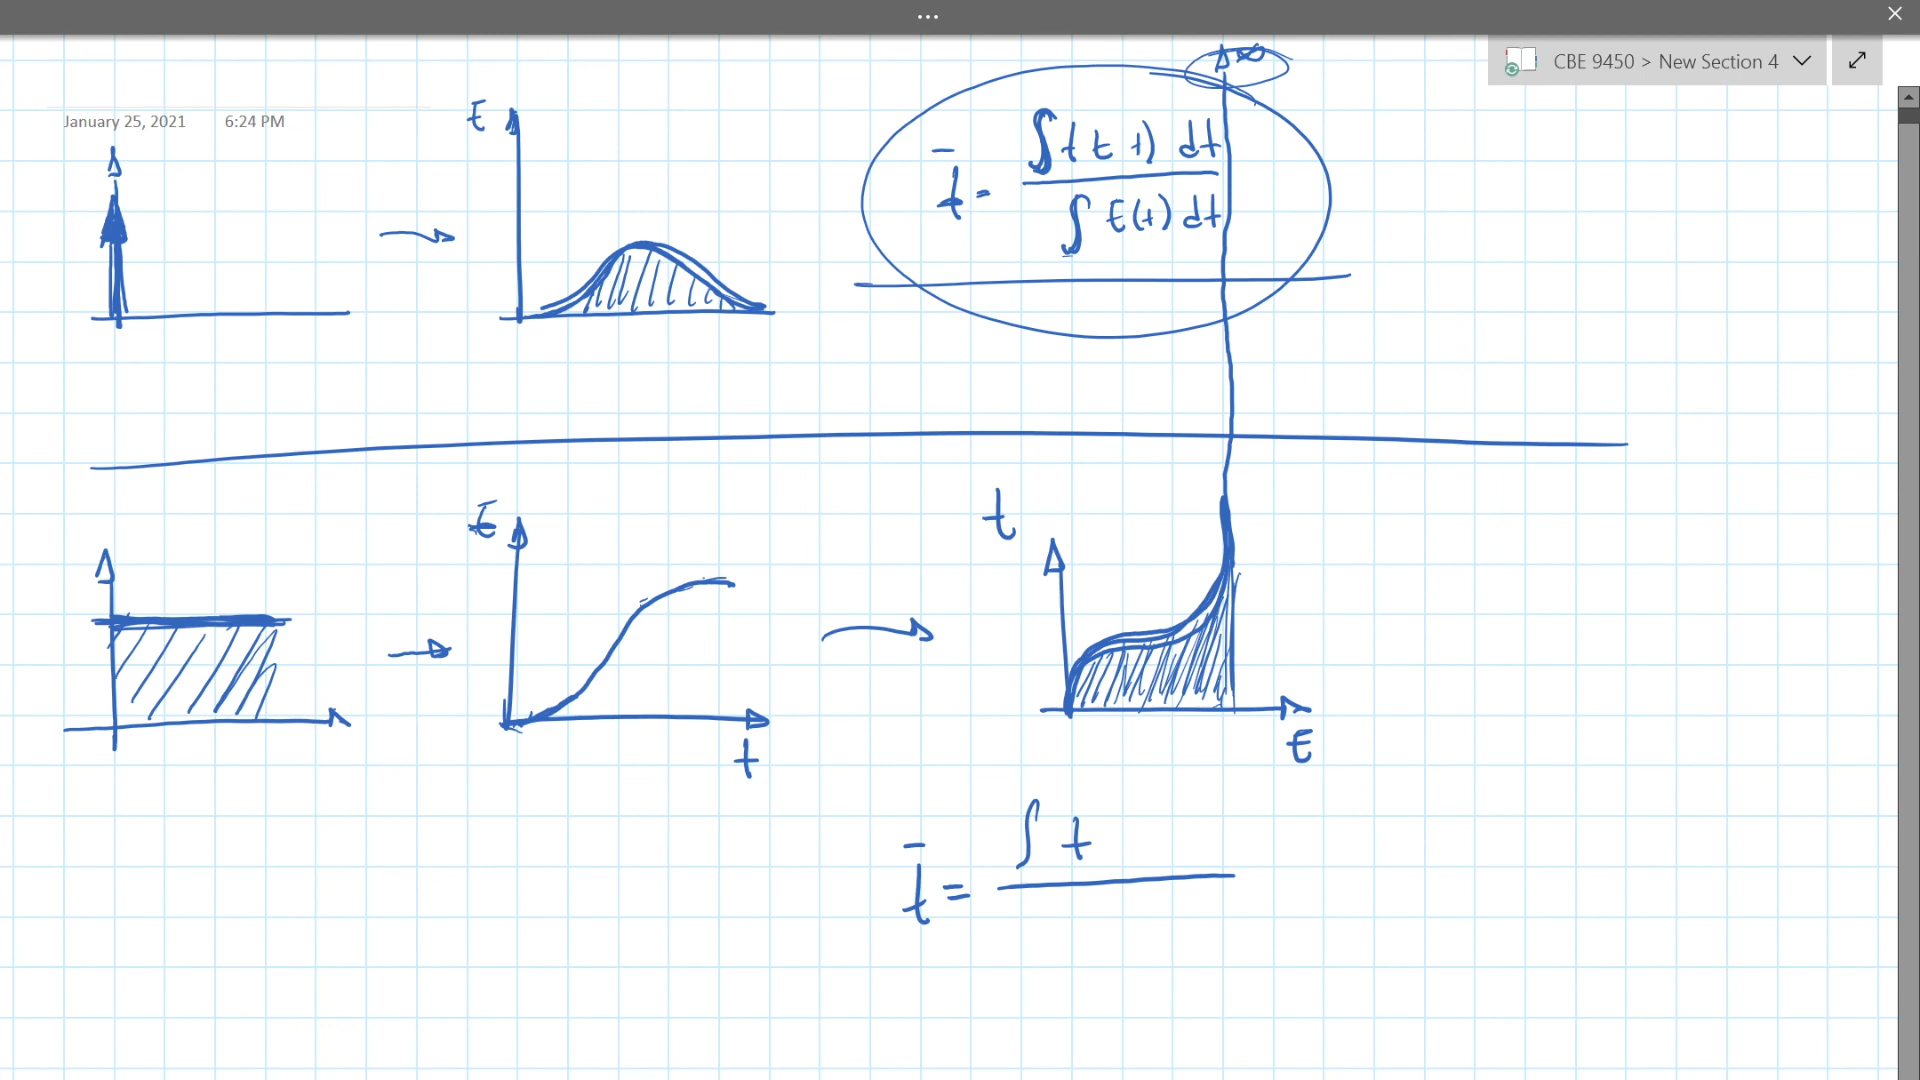 ...
CBE 9450 > New Section 4
January 25, 2021 6:24 PM
E
∞
t̄ = ∫ t E(t) dt
∫ E(t) dt
E
t
t
E
t̄ = ∫ t